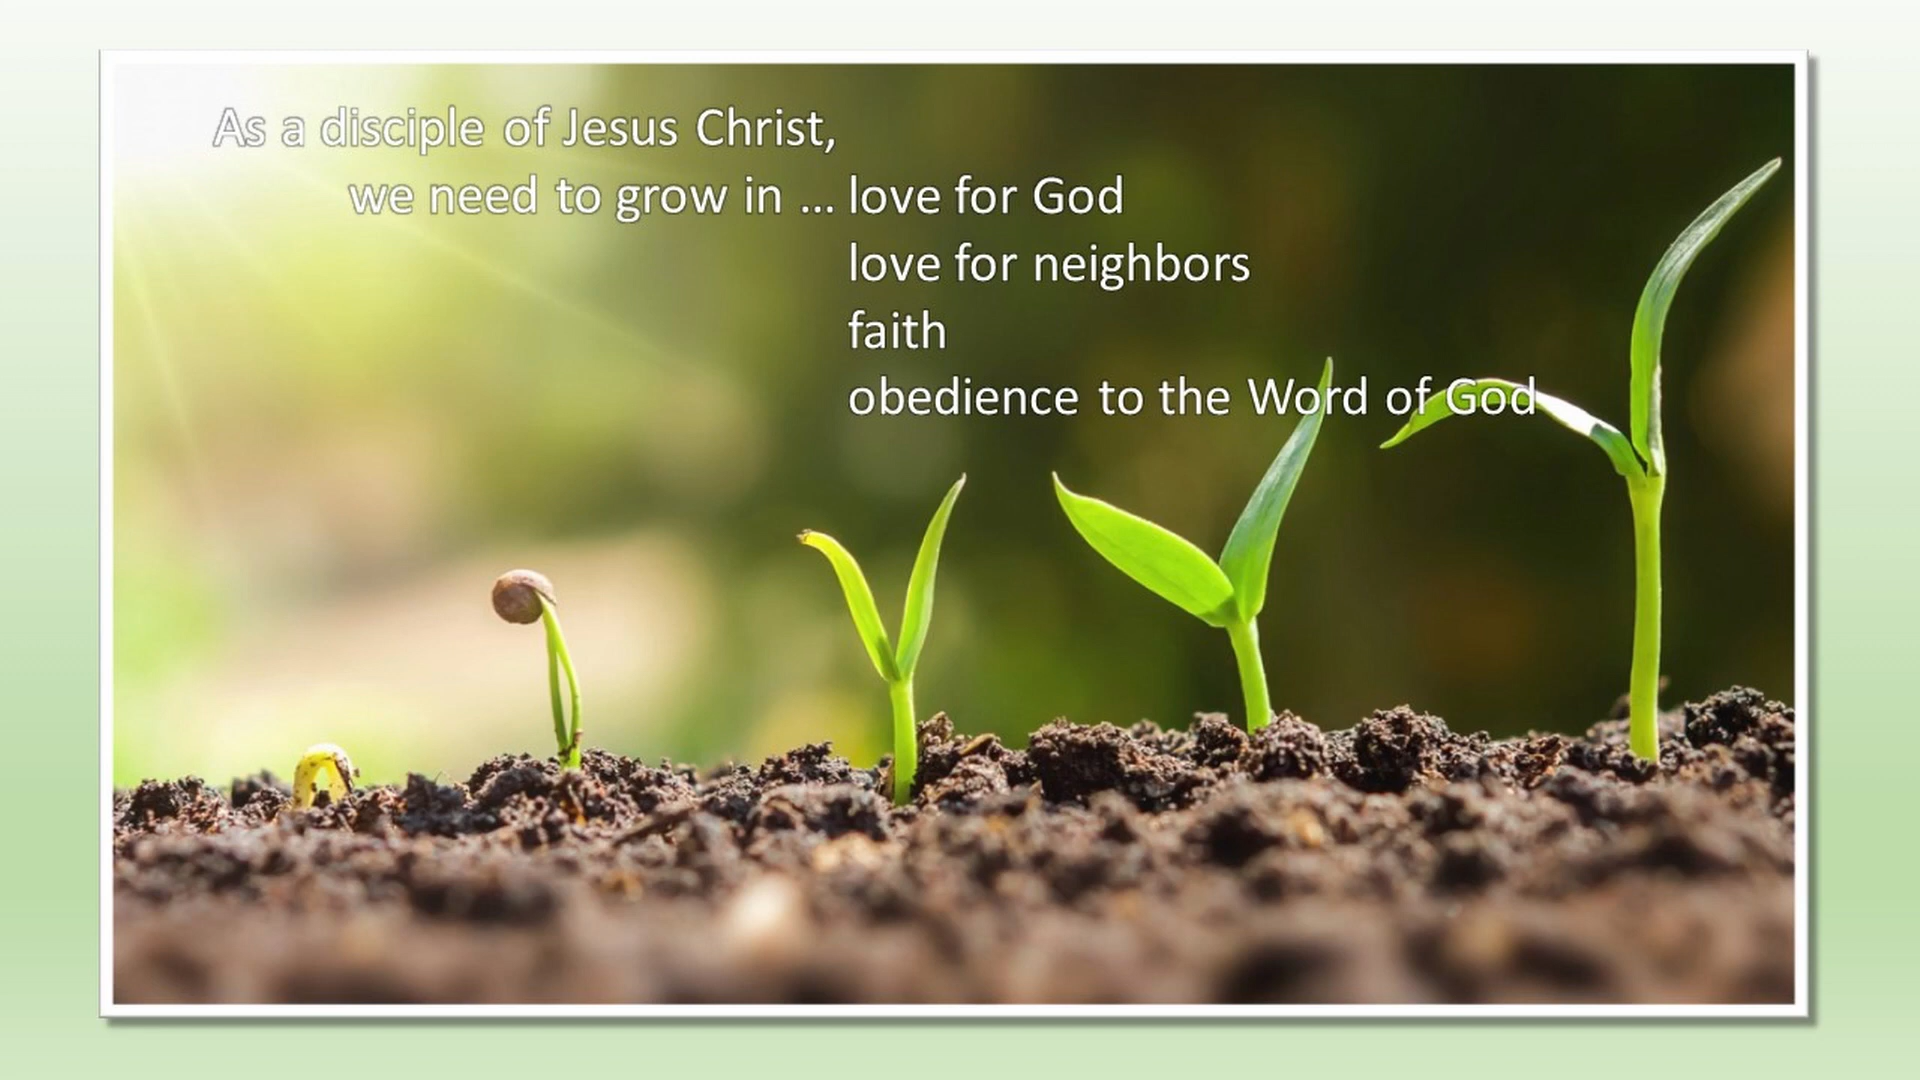 As a disciple of Jesus Christ,
we need to grow in ... love for God
love for neighbors
faith
obedience to the Word of God